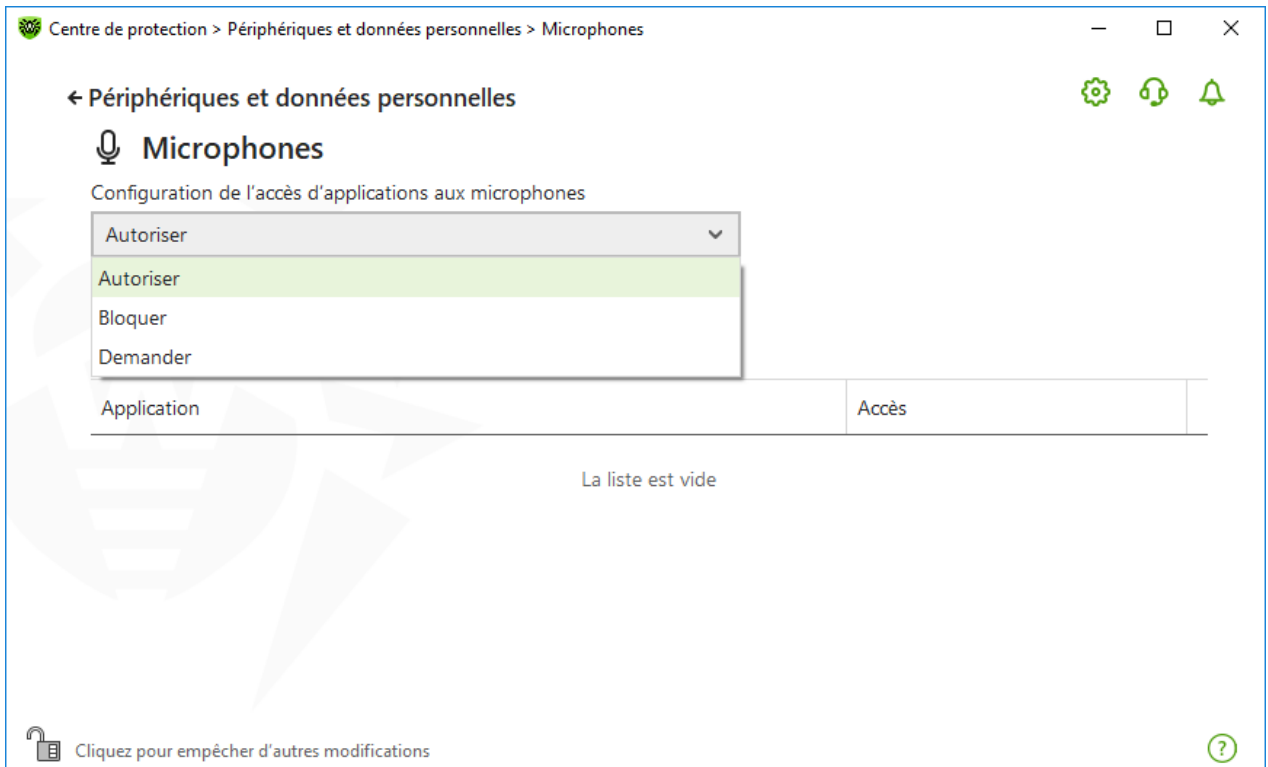 Centre de protection > Périphériques et données personnelles > Microphones
Périphériques et données personnelles
Microphones
Configuration de l'accès d'applications aux microphones
Autoriser
Autoriser
Bloquer
Demander
Application Accès
La liste est vide
Cliquez pour empêcher d'autres modifications
?